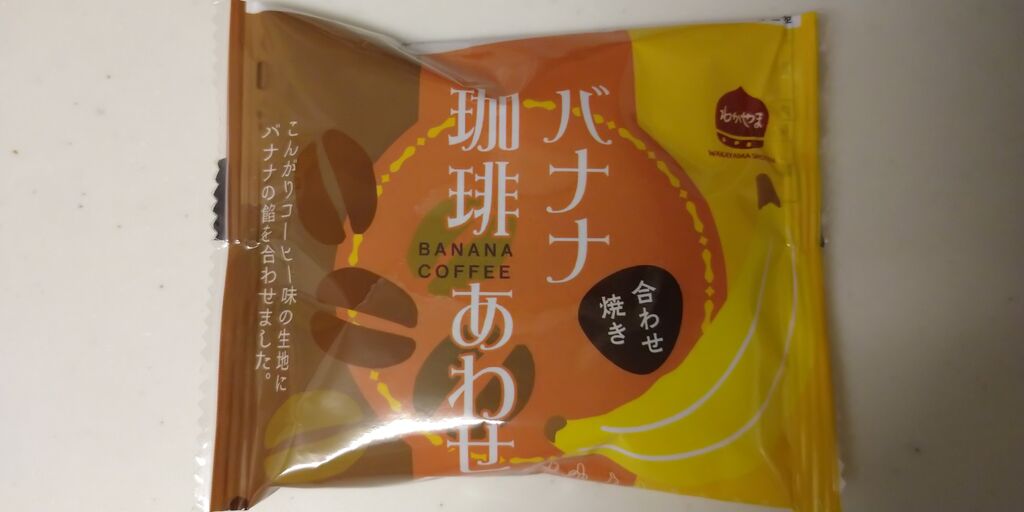 バナナ
珈琲あわせ
BANANA
COFFEE
合わせ
焼き
こんがりコーヒー味の生地に
バナナの餡を合わせました。
わかやま